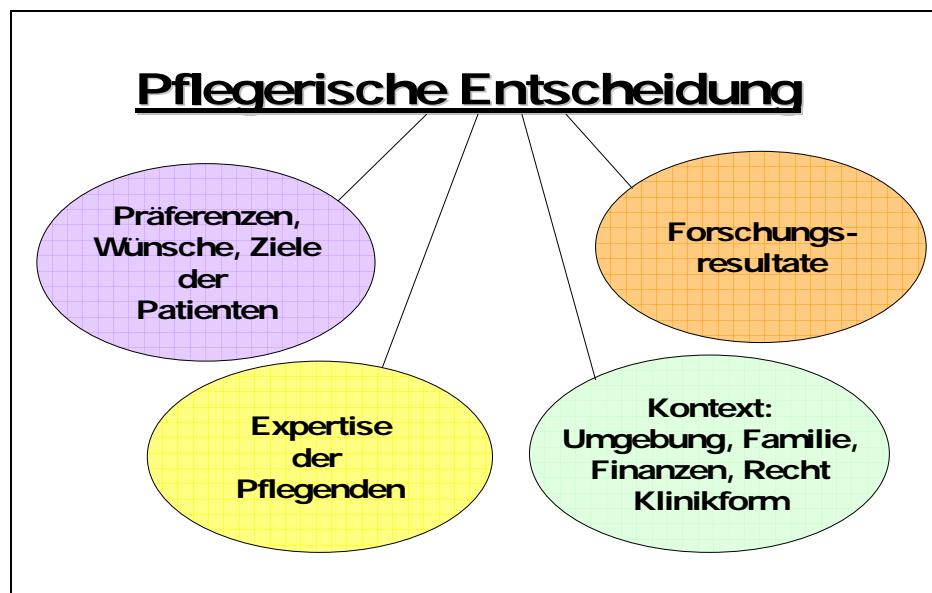 Pflegerische Entscheidung
Präferenzen,
Wünsche, Ziele
der
Patienten
Forschungs-
resultate
Expertise
der
Pflegenden
Kontext:
Umgebung, Familie,
Finanzen, Recht
Klinikform